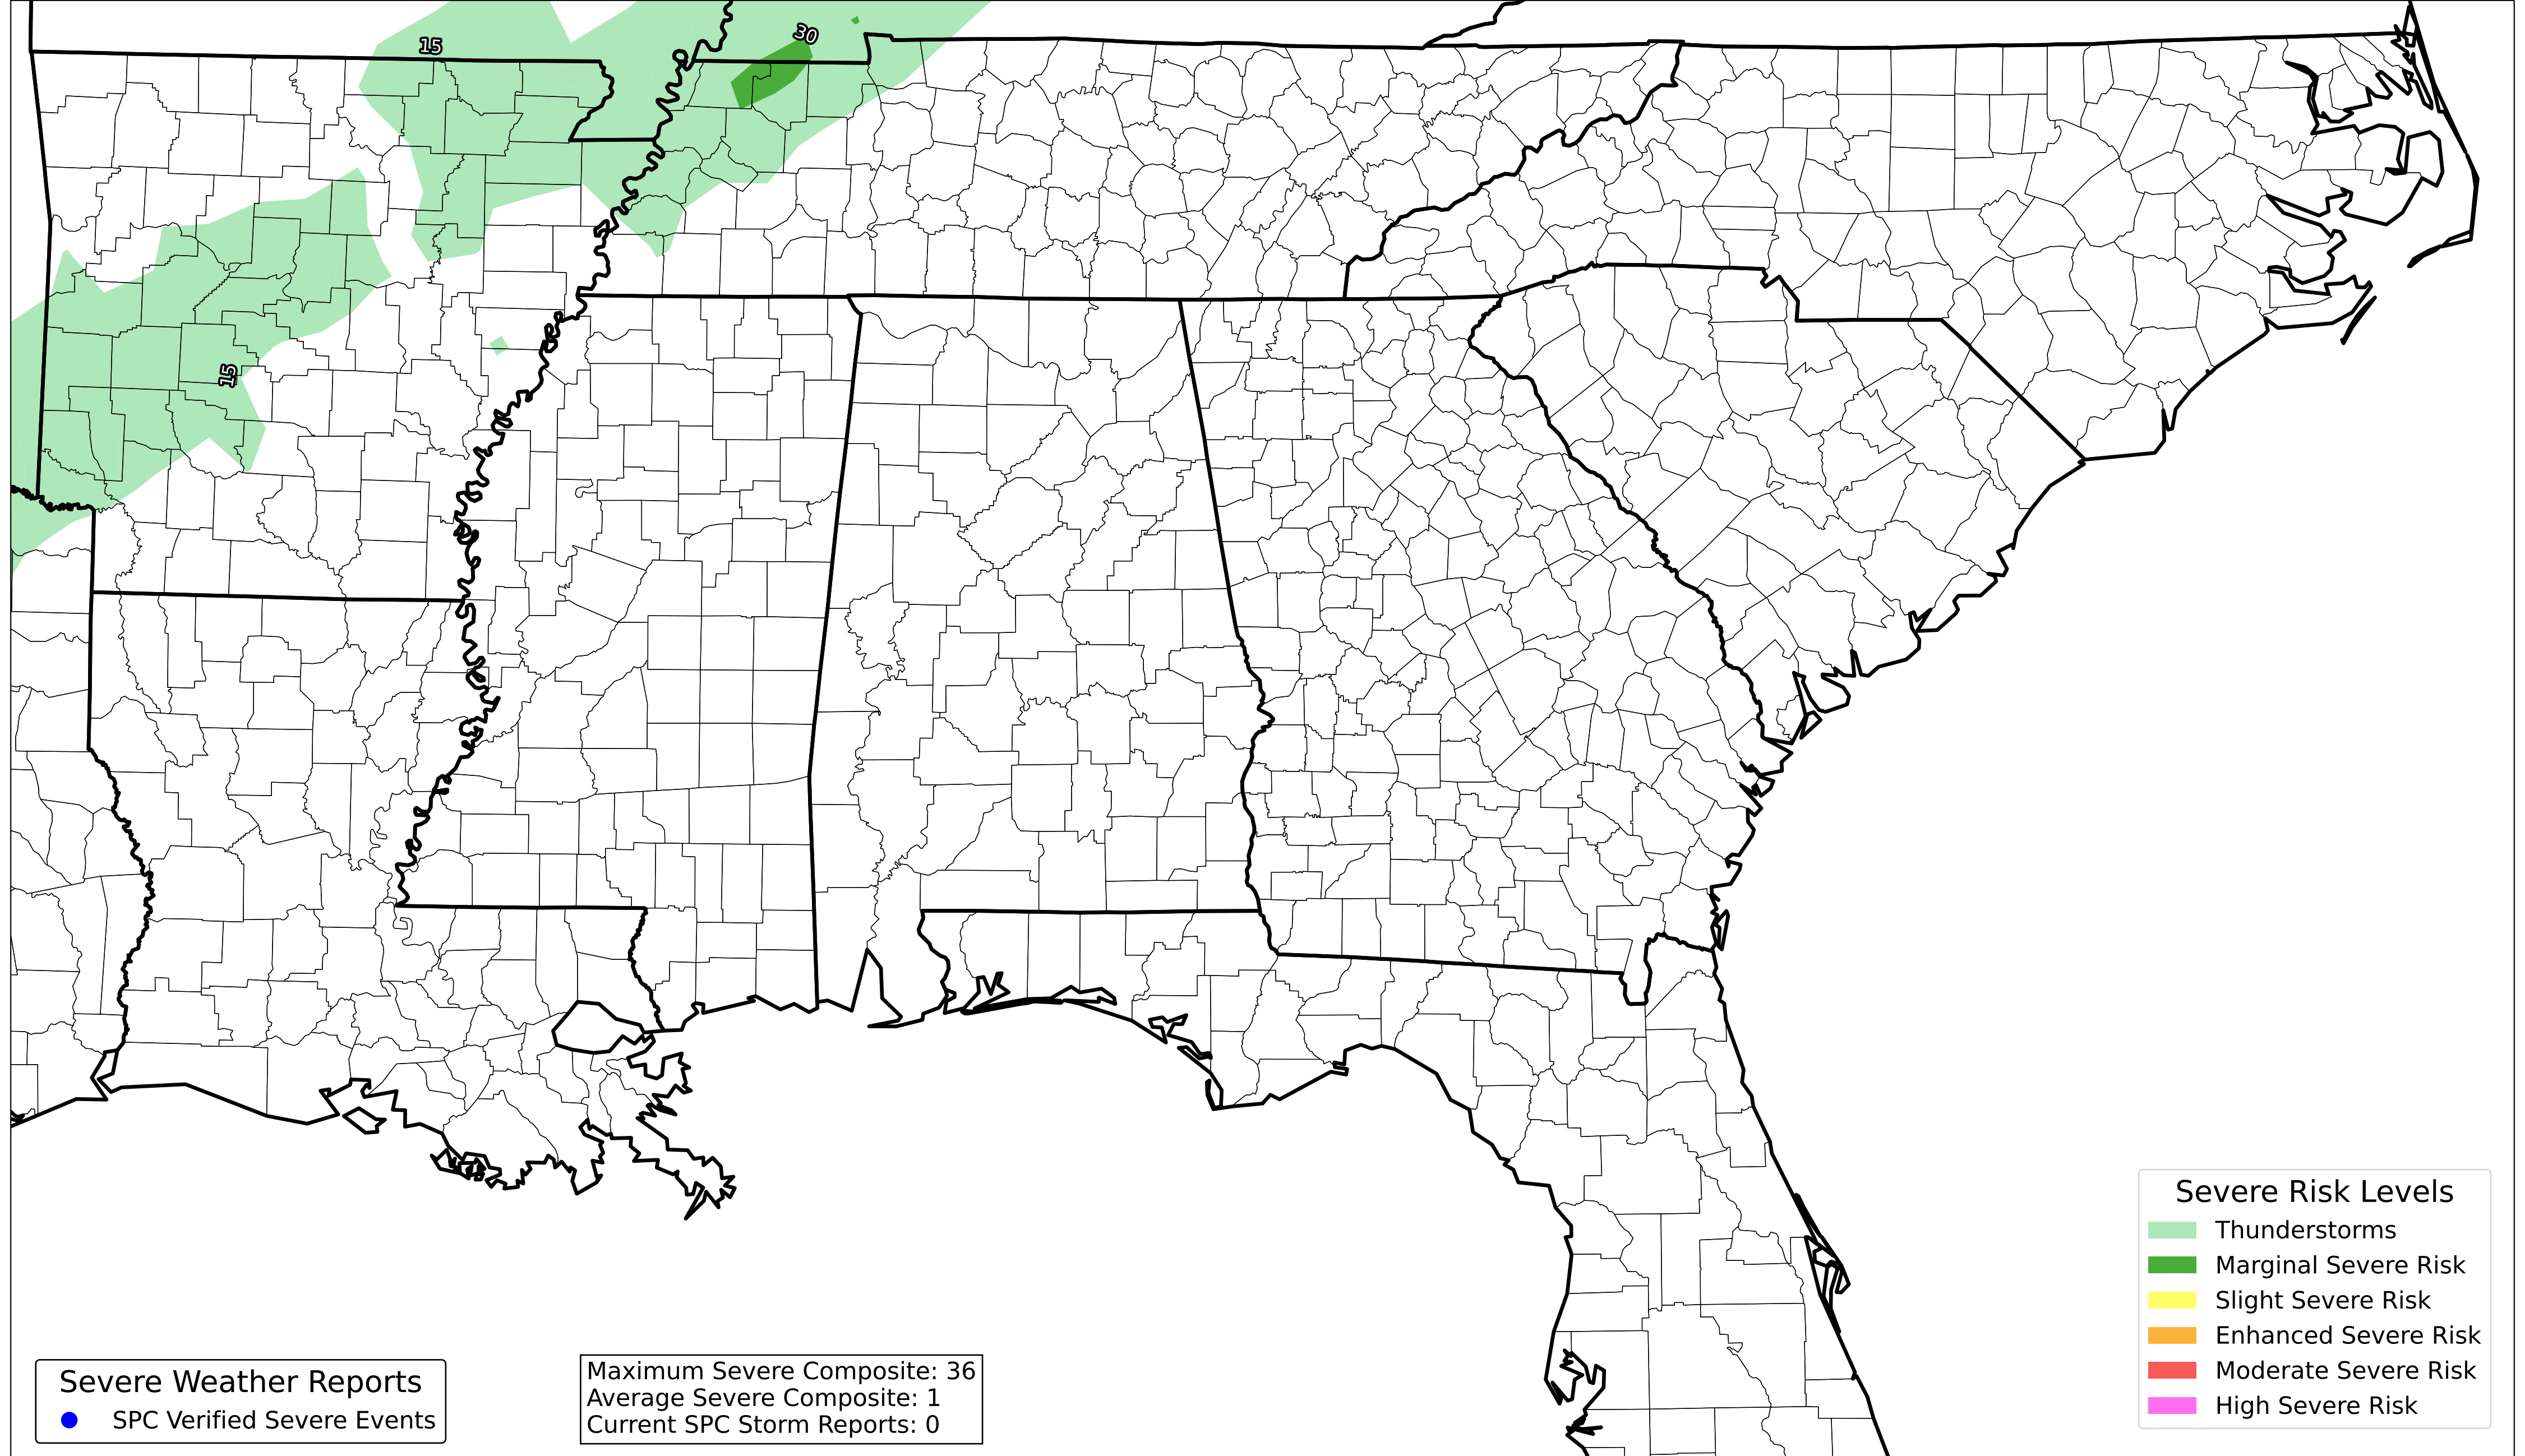 15
30
15
Severe Risk Levels
Thunderstorms
Marginal Severe Risk
Slight Severe Risk
Enhanced Severe Risk
Moderate Severe Risk
High Severe Risk
Severe Weather Reports
SPC Verified Severe Events
Maximum Severe Composite: 36
Average Severe Composite: 1
Current SPC Storm Reports: 0